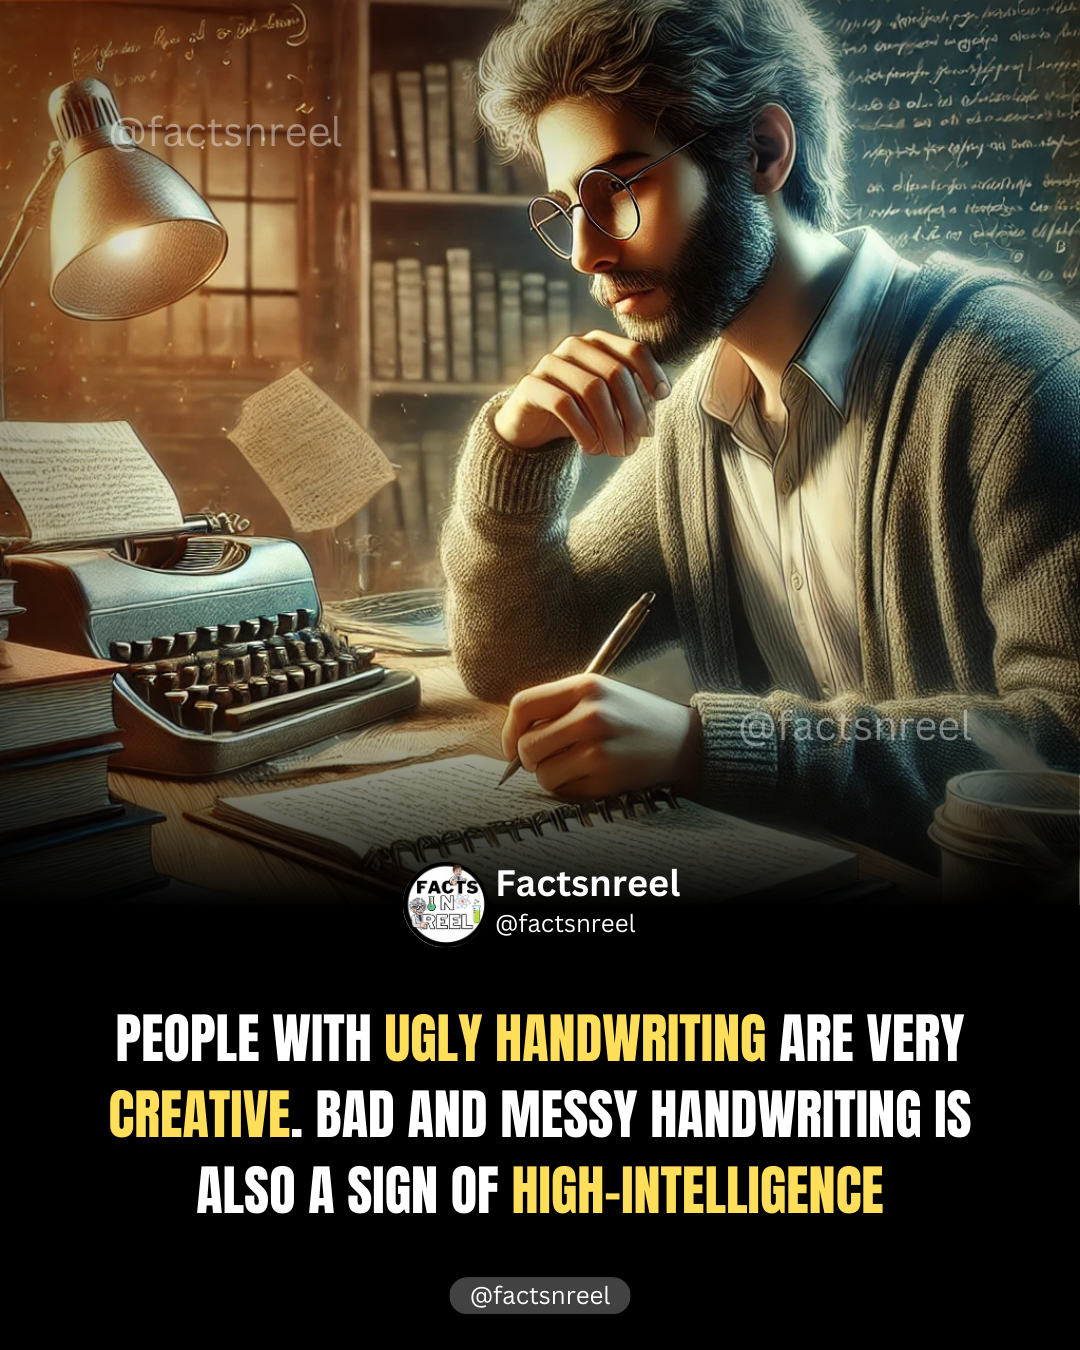 @factsnreel
@factsnreel
FACTS
IN
REEL
Factsnreel
@factsnreel
PEOPLE WITH UGLY HANDWRITING ARE VERY
CREATIVE. BAD AND MESSY HANDWRITING IS
ALSO A SIGN OF HIGH-INTELLIGENCE
@factsnreel